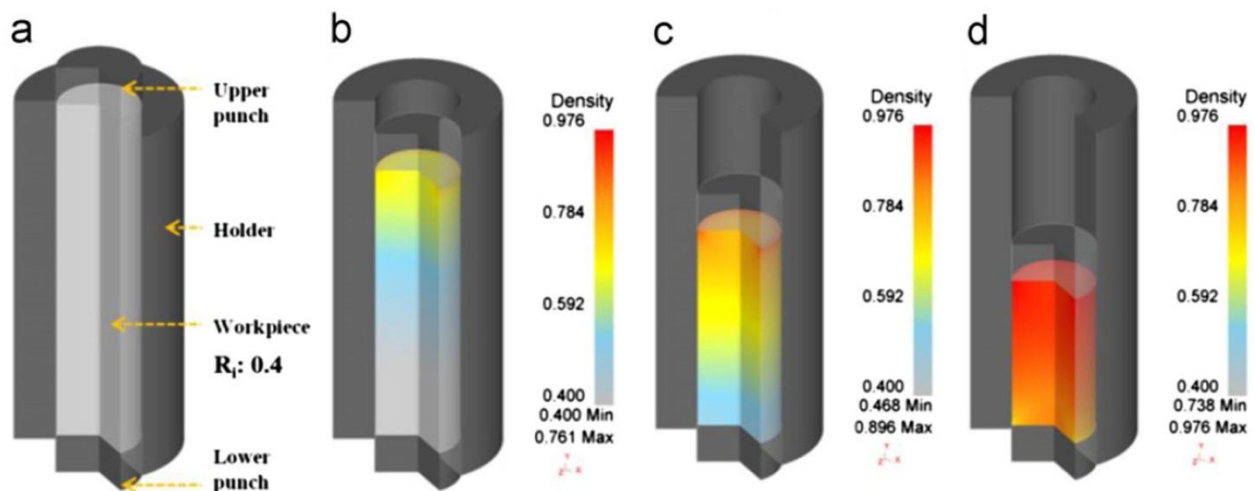 a
Upper
punch
Holder
Workpiece
Ri: 0.4
Lower
punch
b
Density
0.976
0.784
0.592
0.400
0.400 Min
0.761 Max
Y
Z X
c
Density
0.976
0.784
0.592
0.400
0.468 Min
0.896 Max
Y
Z X
d
Density
0.976
0.784
0.592
0.400
0.738 Min
0.976 Max
Y
Z X